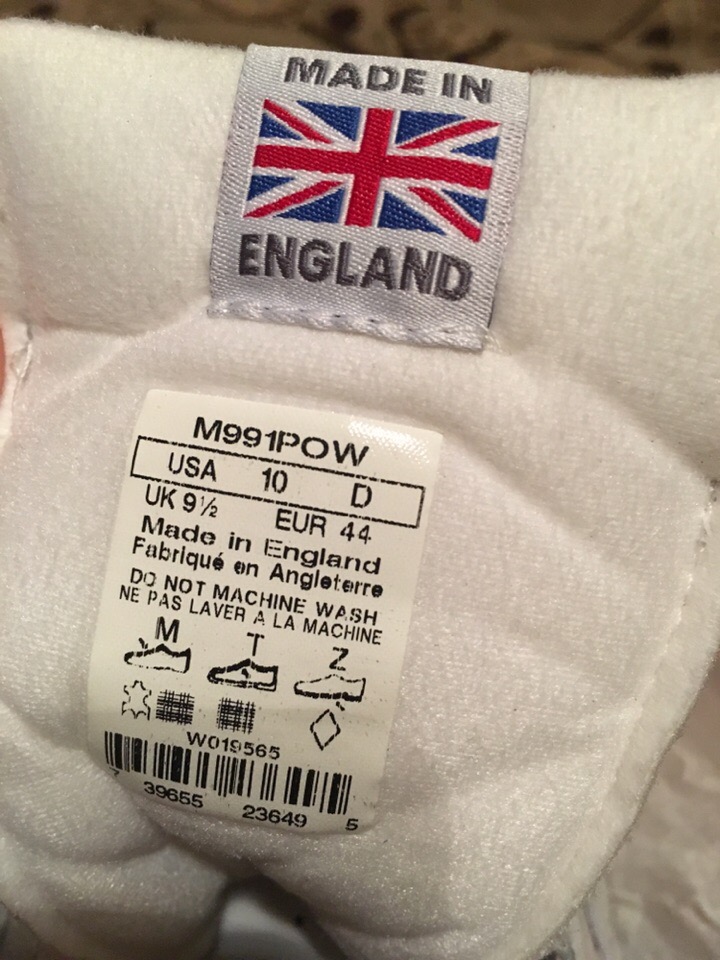 MADE IN
ENGLAND
M991POW
USA 10 D
UK 9½ EUR 44
Made in England
Fabriqué en Angleterre
DO NOT MACHINE WASH
NE PAS LAVER A LA MACHINE
M T Z
W019565
7 39655 23649 5